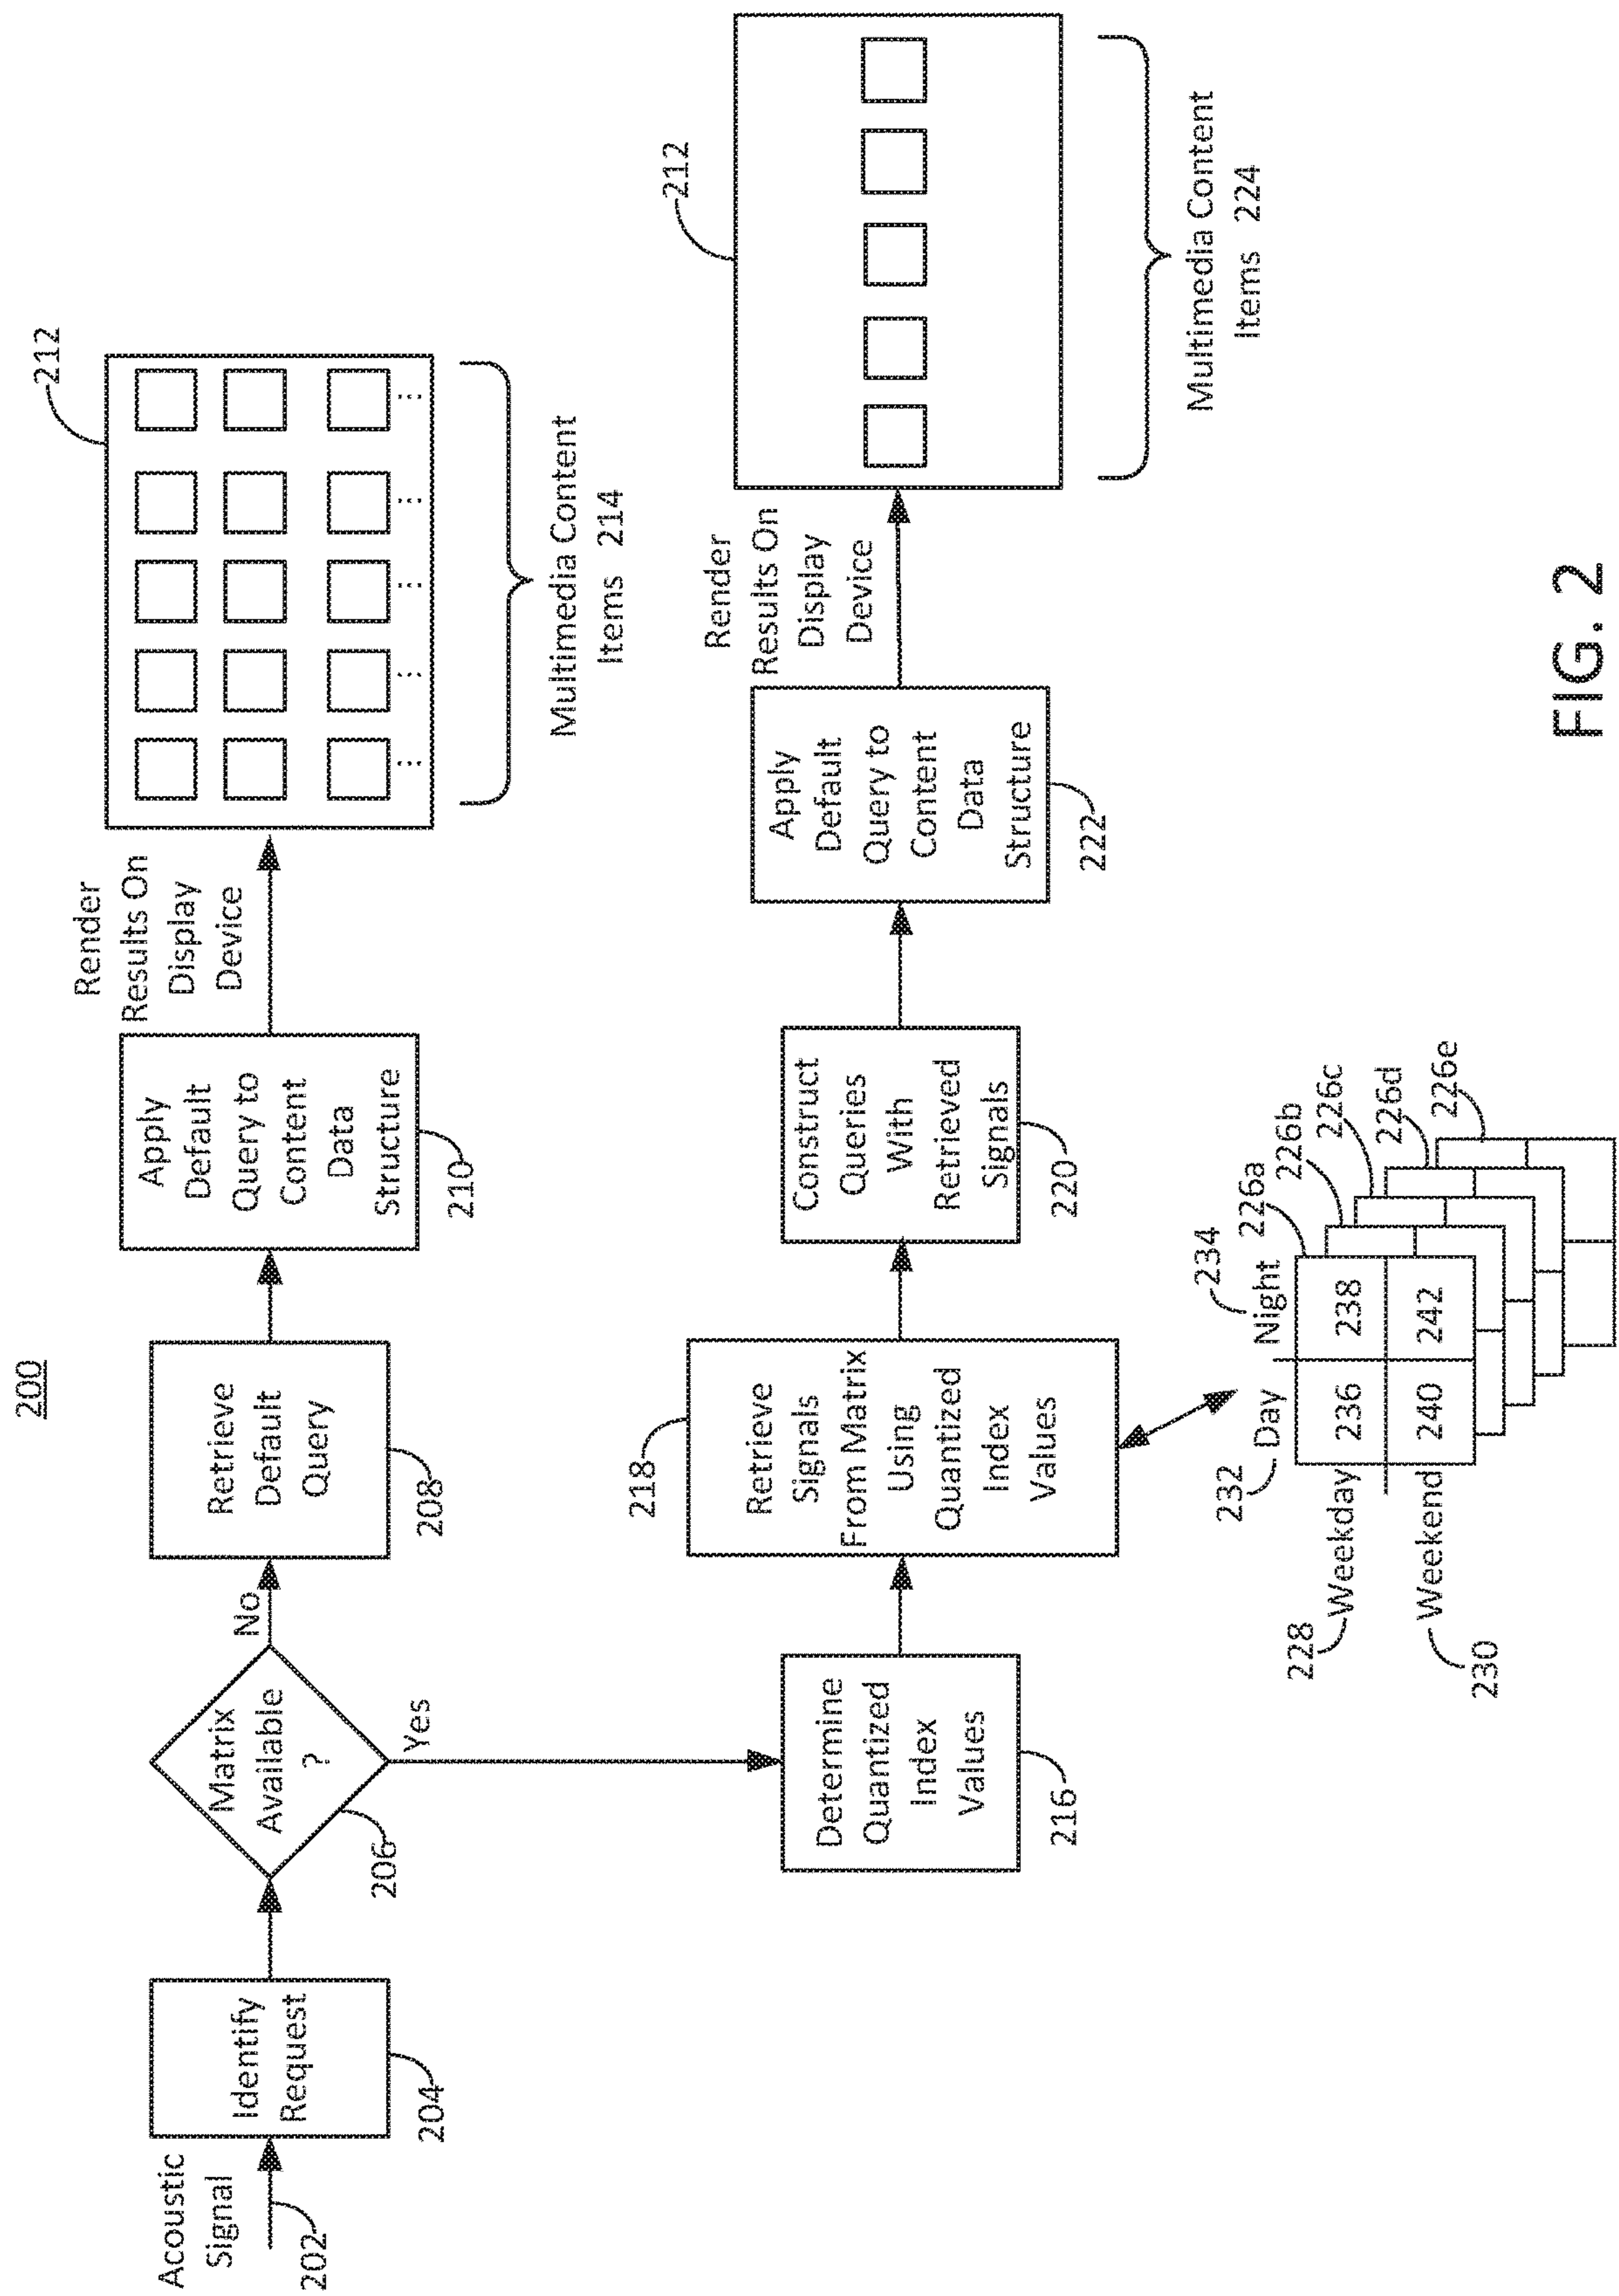 200
Acoustic
Signal
202
Identify
Request
204
Matrix
Available
?
206
No
Yes
Retrieve
Default
Query
208
Apply
Default
Query to
Content
Data
Structure
210
Render
Results On
Display
Device
212
...
...
...
...
...
Multimedia Content
Items 214
Determine
Quantized
Index
Values
216
Retrieve
Signals
From Matrix
Using
Quantized
Index
Values
218
Construct
Queries
With
Retrieved
Signals
220
Apply
Default
Query to
Content
Data
Structure
222
Render
Results On
Display
Device
212
Multimedia Content
Items 224
232
Day
234
Night
226a
226b
226c
226d
226e
228
Weekday
236
238
230
Weekend
240
242
FIG. 2